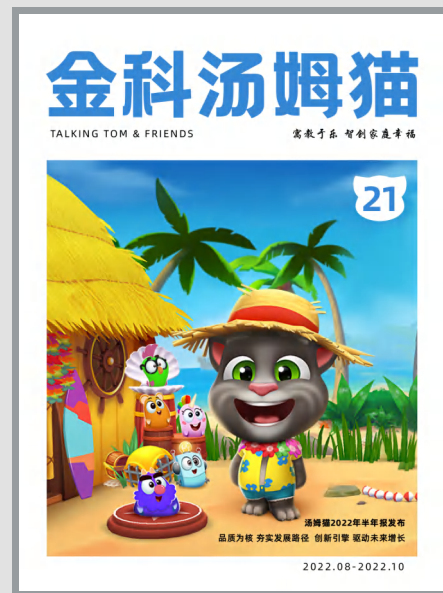 金科汤姆猫
TALKING TOM & FRIENDS
寓教于乐 智创家庭幸福
21
汤姆猫2022年半年报发布
品质为核 夯实发展路径 创新引擎 驱动未来增长
2022.08-2022.10